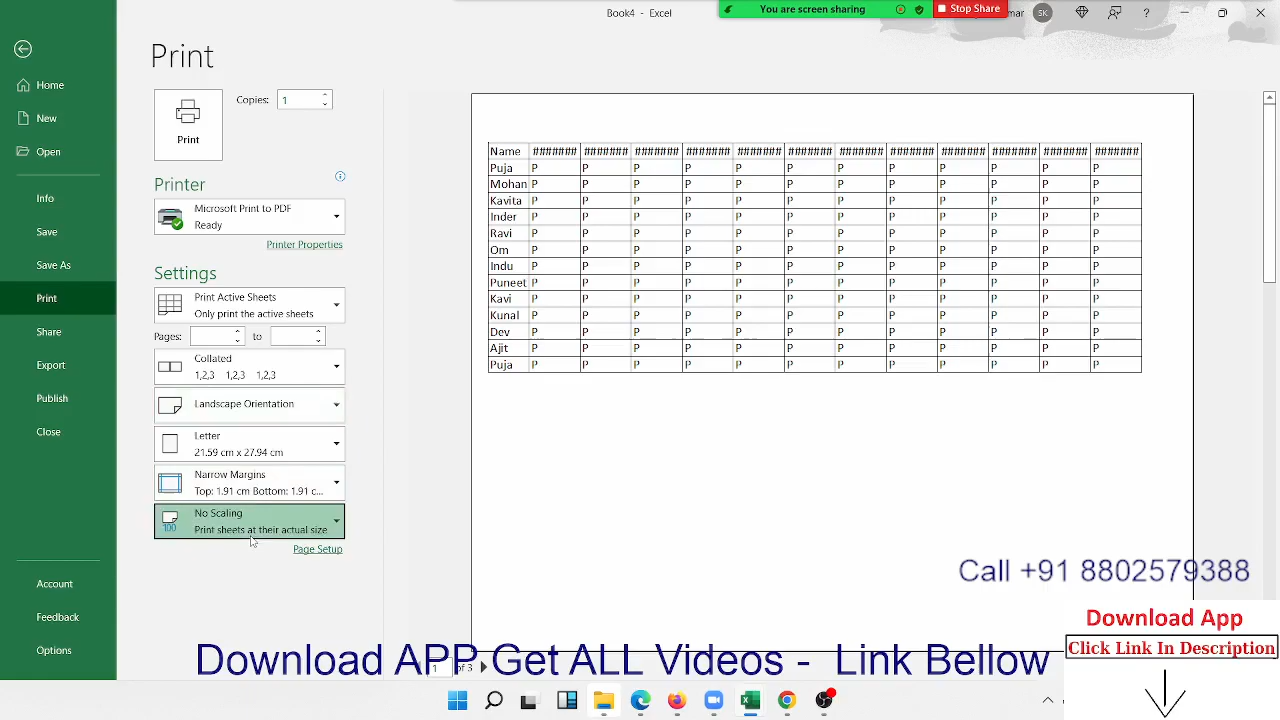 Book4 - Excel
You are screen sharing
Stop Share
mar
SK
?
Print
Home
New
Open
Info
Save
Save As
Print
Share
Export
Publish
Close
Account
Feedback
Options
Print
Copies: 1
Printer
Microsoft Print to PDF
Ready
Printer Properties
Settings
Print Active Sheets
Only print the active sheets
Pages: to
Collated
1,2,3 1,2,3 1,2,3
Landscape Orientation
Letter
21.59 cm x 27.94 cm
Narrow Margins
Top: 1.91 cm Bottom: 1.91 c...
100
No Scaling
Print sheets at their actual size
Page Setup
Name ####### ####### ####### ####### ####### ####### ####### ####### ####### ####### ####### #######
Puja P P P P P P P P P P P P
Mohan P P P P P P P P P P P P
Kavita P P P P P P P P P P P P
Inder P P P P P P P P P P P P
Ravi P P P P P P P P P P P P
Om P P P P P P P P P P P P
Indu P P P P P P P P P P P P
Puneet P P P P P P P P P P P P
Kavi P P P P P P P P P P P P
Kunal P P P P P P P P P P P P
Dev P P P P P P P P P P P P
Ajit P P P P P P P P P P P P
Puja P P P P P P P P P P P P
Call +91 8802579388
Download App
Click Link In Description
Download APP Get ALL Videos - Link Bellow
1 of 3